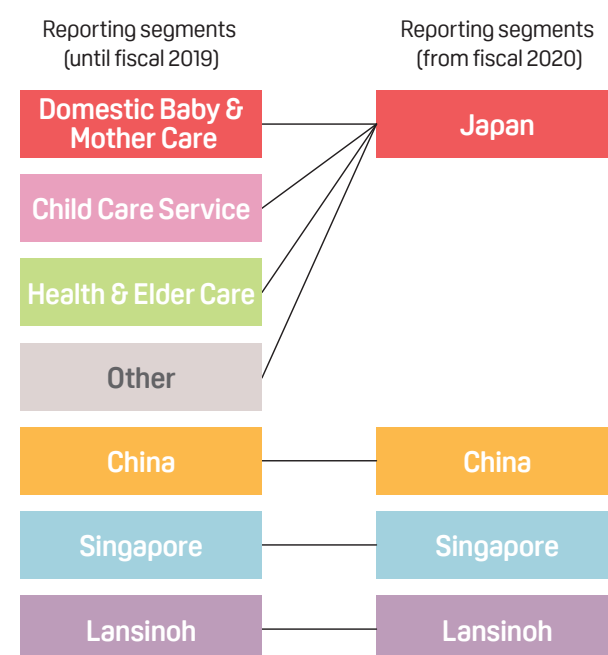 Reporting segments
(until fiscal 2019)
Reporting segments
(from fiscal 2020)
Domestic Baby &
Mother Care
Japan
Child Care Service
Health & Elder Care
Other
China
China
Singapore
Singapore
Lansinoh
Lansinoh